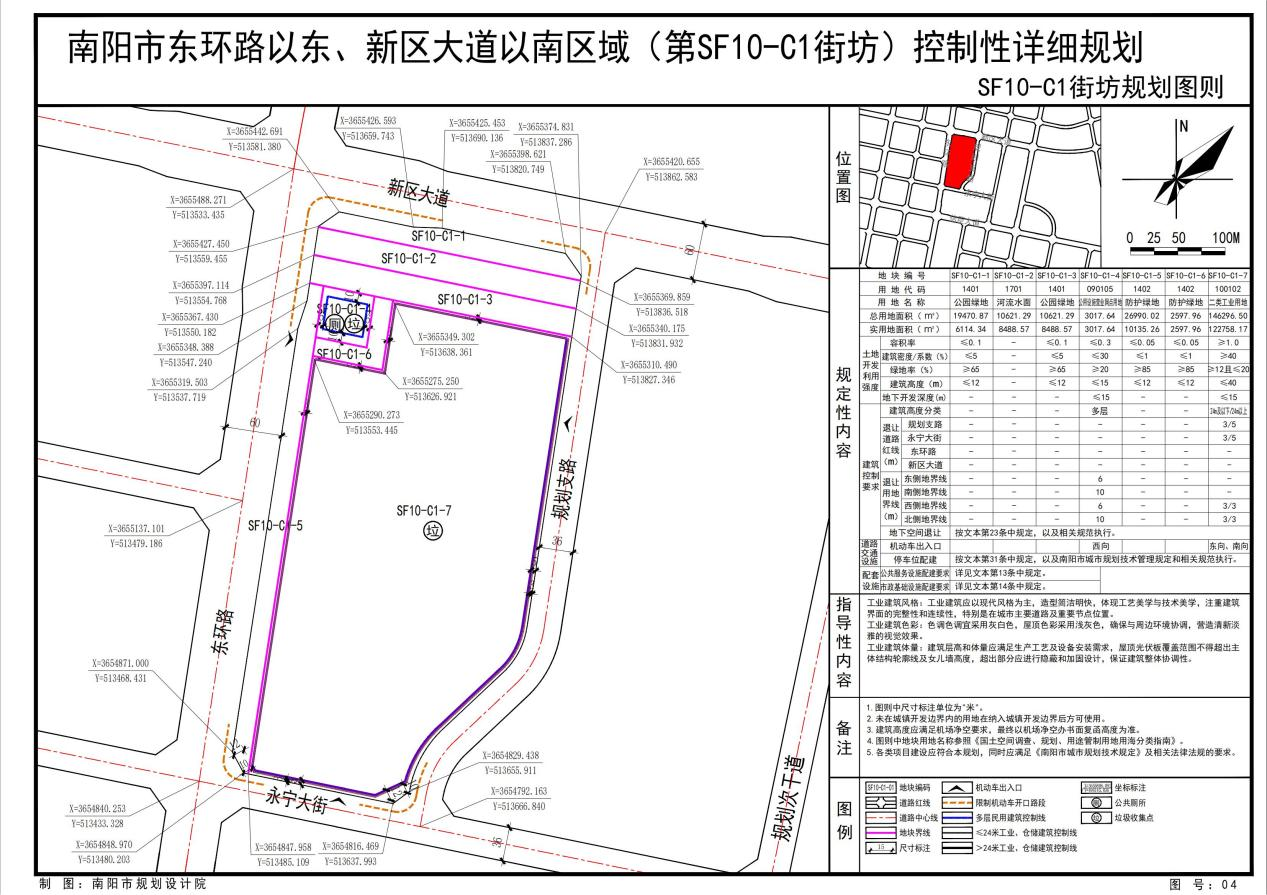 南阳市东环路以东、新区大道以南区域（第SF10-C1街坊）控制性详细规划
SF10-C1街坊规划图则
X=3655442.691
Y=513581.380
X=3655426.593
Y=513659.743
X=3655425.453
Y=513690.136
X=3655374.831
Y=513837.286
X=3655398.621
Y=513820.749
X=3655420.655
Y=513862.583
X=3655488.271
Y=513533.435
X=3655427.450
Y=513559.455
X=3655397.114
Y=513554.768
X=3655367.430
Y=513550.182
X=3655348.388
Y=513547.240
X=3655319.503
Y=513537.719
新区大道
60
SF10-C1-1
SF10-C1-2
SF10-C1-3
SF10-C1-4
厕 垃
SF10-C1-6
X=3655369.859
Y=513836.518
X=3655340.175
Y=513831.932
X=3655349.302
Y=513638.361
X=3655310.490
Y=513827.346
X=3655275.250
Y=513626.921
X=3655290.273
Y=513553.445
60
规划支路
SF10-C1-5
SF10-C1-7
垃
X=3655137.101
Y=513479.186
36
东环路
X=3654871.000
Y=513468.431
X=3654829.438
Y=513655.911
X=3654792.163
Y=513666.840
永宁大街
规划次干道
36
X=3654840.253
Y=513433.328
X=3654848.970
Y=513480.203
X=3654847.958
Y=513485.109
X=3654816.469
Y=513637.993
位置图
N
0 25 50 100M
规定性内容
地块编号 SF10-C1-1 SF10-C1-2 SF10-C1-3 SF10-C1-4 SF10-C1-5 SF10-C1-6 SF10-C1-7
用地代码 1401 1701 1401 090105 1402 1402 100102
用地名称 公园绿地 河流水面 公园绿地 公用设施营业网点用地 防护绿地 防护绿地 二类工业用地
总用地面积（㎡） 19470.87 10621.29 10621.29 3017.64 26990.02 2597.96 146296.50
实用地面积（㎡） 6114.34 8488.57 8488.57 3017.64 10135.26 2597.96 122758.17
土地开发利用强度
容积率 ≤0.1 - ≤0.1 ≤0.3 ≤0.05 ≤0.05 ≥1.0
建筑密度/系数（%） ≤5 - ≤5 ≤30 ≤1 ≤1 ≥40
绿地率（%） ≥65 - ≥65 ≥20 ≥85 ≥85 ≥12且≤20
建筑高度（m） ≤12 - ≤12 ≤15 ≤12 ≤12 ≤40
地下开发深度(m) - - - ≤15 - - ≤15
建筑控制要求
建筑高度分类 - - - 多层 - - 24m及以下/24m以上
退让道路红线（m）
规划支路 - - - - - - 3/5
永宁大街 - - - - - - 3/5
东环路 - - - - - - -
新区大道 - - - - - - -
退让用地界线（m）
东侧地界线 - - - 6 - - -
南侧地界线 - - - 10 - - -
西侧地界线 - - - 6 - - 3/3
北侧地界线 - - - 10 - - 3/3
地下空间退让 按文本第23条中规定，以及相关规范执行。
道路交通设施
机动车出入口 西向 东向、南向
停车位配建 按文本第31条中规定，以及南阳市城市规划技术管理规定和相关规范执行。
配套设施
公共服务设施配建要求 详见文本第13条中规定。
市政基础设施配建要求 详见文本第14条中规定。
指导性内容
工业建筑风格：工业建筑应以现代风格为主，造型简洁明快，体现工艺美学与技术美学，注重建筑
界面的完整性和连续性，特别是在城市主要道路及重要节点位置。
工业建筑色彩：色调色调宜采用灰白色，屋顶色彩采用浅灰色，确保与周边环境协调，营造清新淡
雅的视觉效果。
工业建筑体量：建筑层高和体量应满足生产工艺及设备安装需求，屋顶光伏板覆盖范围不得超出主
体结构轮廓线及女儿墙高度，超出部分应进行隐蔽和加固设计，保证建筑整体协调性。
备注
1.图则中尺寸标注单位为"米"。
2.未在城镇开发边界内的用地在纳入城镇开发边界后方可使用。
3.建筑高度应满足机场净空要求，最终以机场净空办书面复函高度为准。
4.图则中地块用地名称参照《国土空间调查、规划、用途管制用地用海分类指南》。
5.各类项目建设应符合本规划，同时应满足《南阳市城市规划技术规定》及相关法律法规的要求。
图例
SF10-C1-01 地块编码 机动车出入口 坐标标注
道路红线 限制机动车开口路段 厕 公共厕所
道路中心线 多层民用建筑控制线 垃 垃圾收集点
地块界线 ≤24米工业、仓储建筑控制线
15 尺寸标注 >24米工业、仓储建筑控制线
制 图：南阳市规划设计院
图 号：04